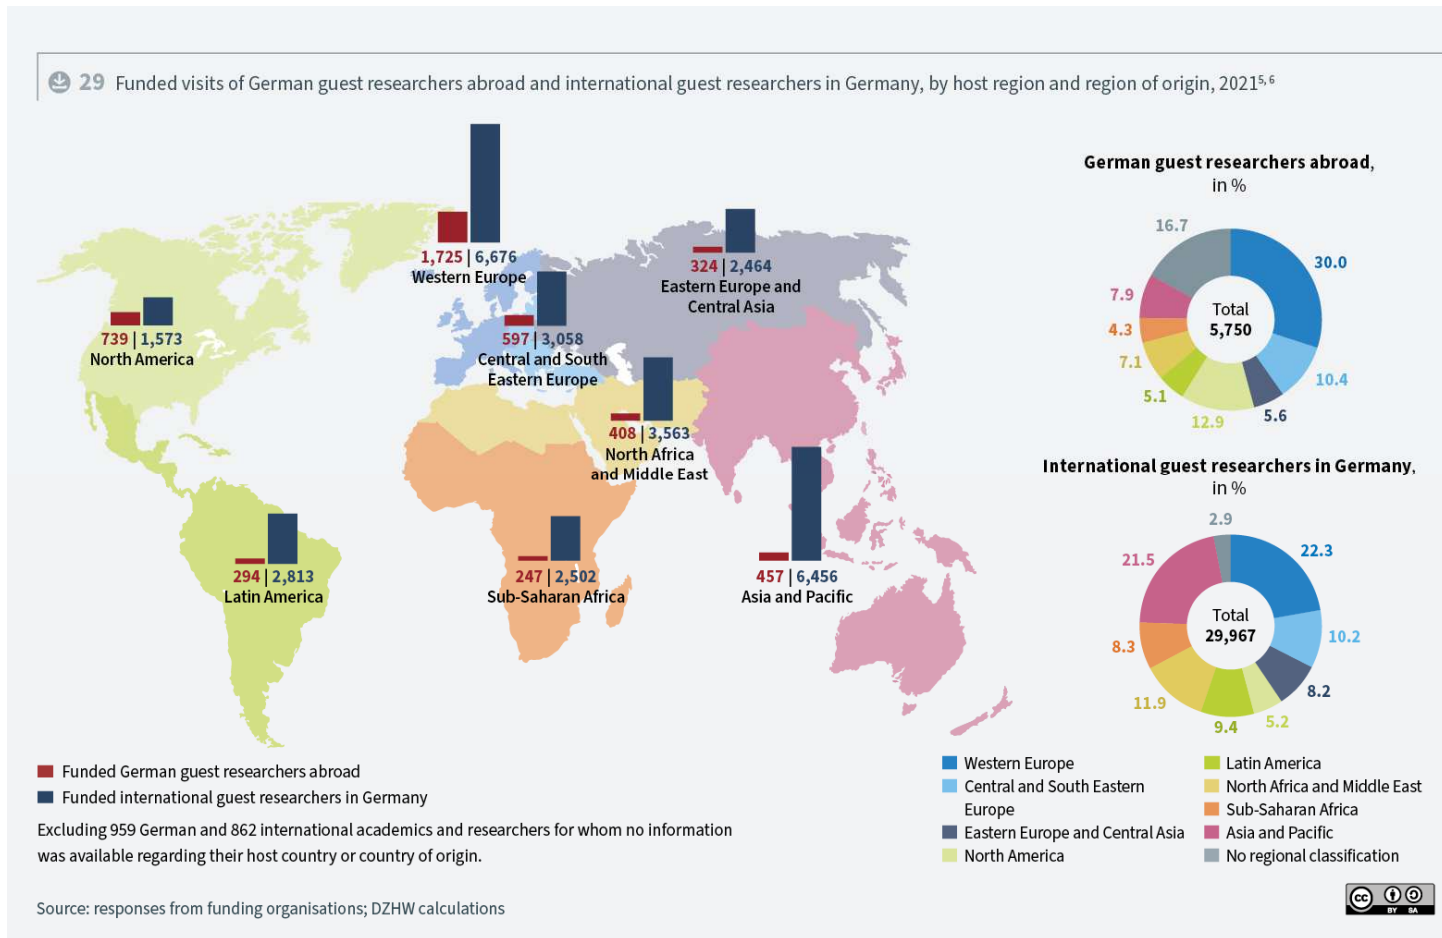 29 Funded visits of German guest researchers abroad and international guest researchers in Germany, by host region and region of origin, 2021⁵,⁶
1,725 | 6,676
Western Europe
324 | 2,464
Eastern Europe and
Central Asia
739 | 1,573
North America
597 | 3,058
Central and South
Eastern Europe
408 | 3,563
North Africa
and Middle East
294 | 2,813
Latin America
247 | 2,502
Sub-Saharan Africa
457 | 6,456
Asia and Pacific
German guest researchers abroad,
in %
16.7
30.0
7.9
Total
5,750
4.3
7.1
10.4
5.1
5.6
12.9
International guest researchers in Germany,
in %
2.9
22.3
21.5
Total
29,967
10.2
8.3
8.2
11.9
9.4
5.2
Funded German guest researchers abroad
Funded international guest researchers in Germany
Excluding 959 German and 862 international academics and researchers for whom no information
was available regarding their host country or country of origin.
Western Europe
Central and South Eastern
Europe
Eastern Europe and Central Asia
North America
Latin America
North Africa and Middle East
Sub-Saharan Africa
Asia and Pacific
No regional classification
Source: responses from funding organisations; DZHW calculations
cc
BY SA